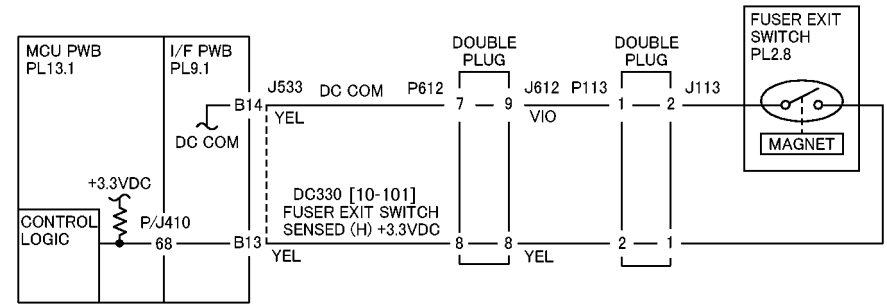 FUSER EXIT
SWITCH
PL2.8
MCU PWB
PL13.1
I/F PWB
PL9.1
DOUBLE
PLUG
DOUBLE
PLUG
J533
DC COM
P612
J612
P113
J113
B14
7
9
1
2
YEL
VIO
DC COM
MAGNET
+3.3VDC
DC330 [10-101]
FUSER EXIT SWITCH
SENSED (H) +3.3VDC
CONTROL
LOGIC
P/J410
68
B13
8
8
2
1
YEL
YEL